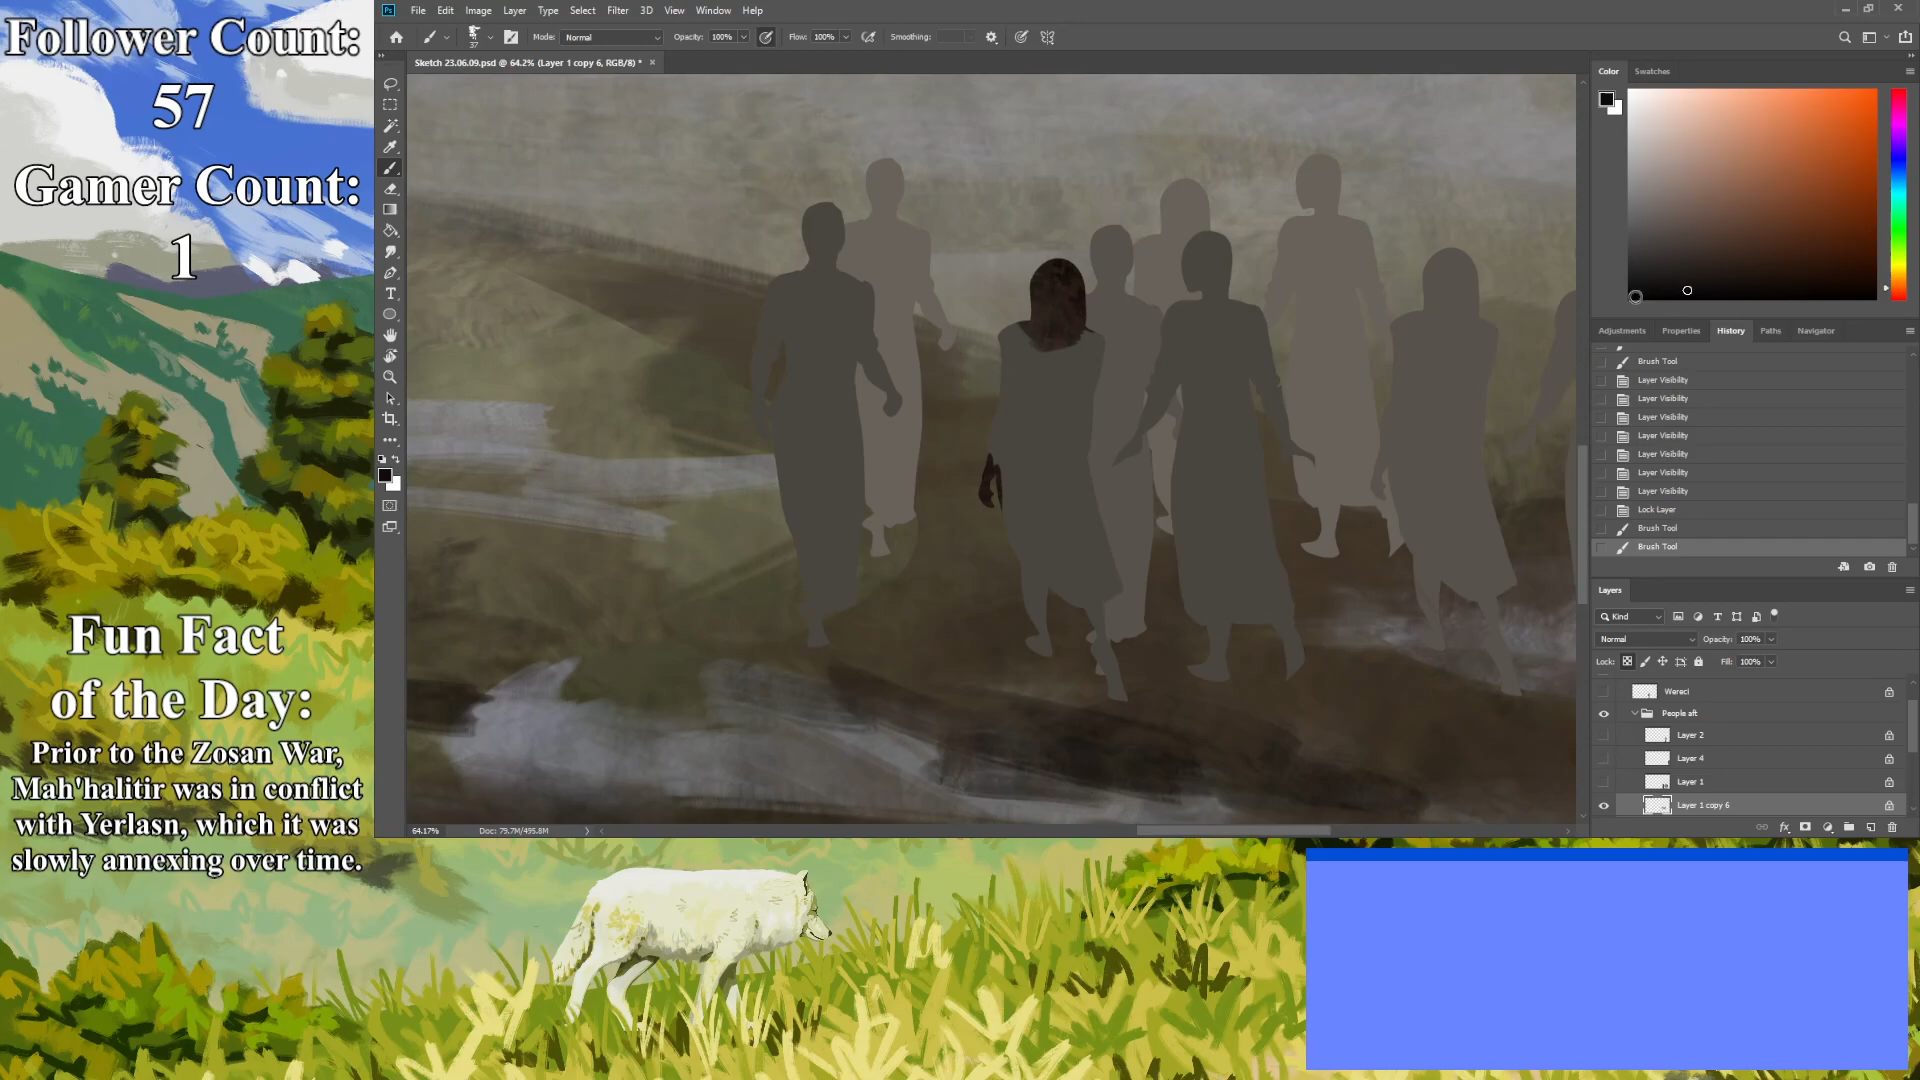 Follower Count:
57
Gamer Count:
1
Fun Fact
of the Day:
Prior to the Zosan War,
Mah'halitir was in conflict
with Yerlasn, which it was
slowly annexing over time.
File Edit Image Layer Type Select Filter 3D View Window Help
37 Mode: Normal Opacity: 100% Flow: 100% Smoothing:
Sketch 23.06.09.psd @ 64.2% (Layer 1 copy 6, RGB/8) *
64.17% Doc: 79.7M/495.8M
Color Swatches
Adjustments Properties History Paths Navigator
Brush Tool
Layer Visibility
Layer Visibility
Layer Visibility
Layer Visibility
Layer Visibility
Layer Visibility
Layer Visibility
Lock Layer
Brush Tool
Brush Tool
Layers
Kind
Normal Opacity: 100%
Lock: Fill: 100%
Wereci
People aft
Layer 2
Layer 4
Layer 1
Layer 1 copy 6